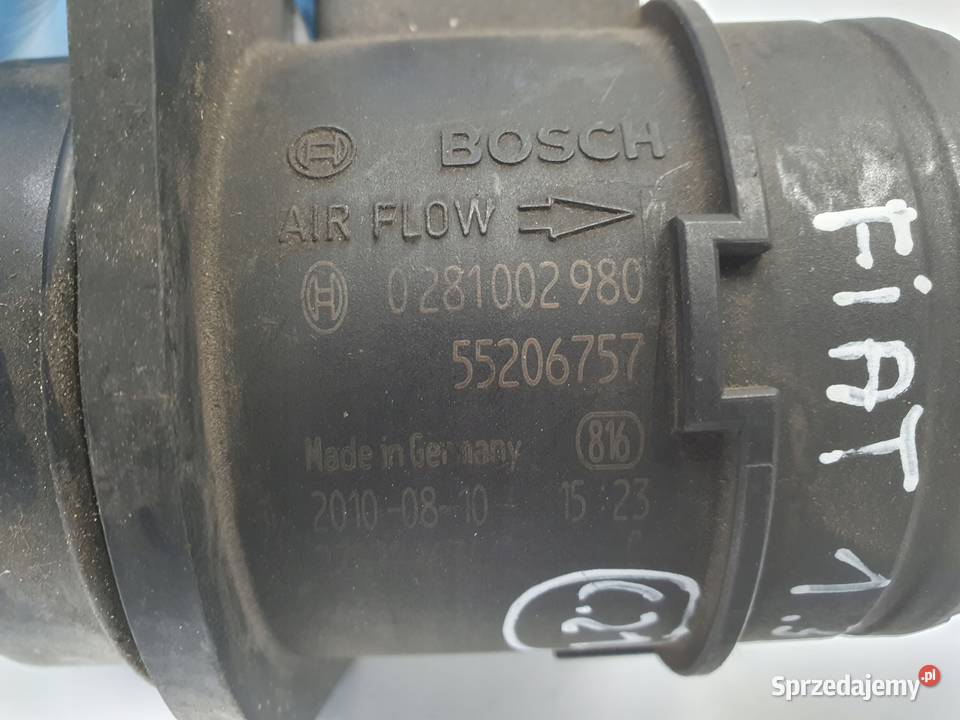 BOSCH
AIR FLOW
0 281 002 980
55206757
Made in Germany 816
2010-08-10 15 23
FiAT
Sprzedajemy.pl